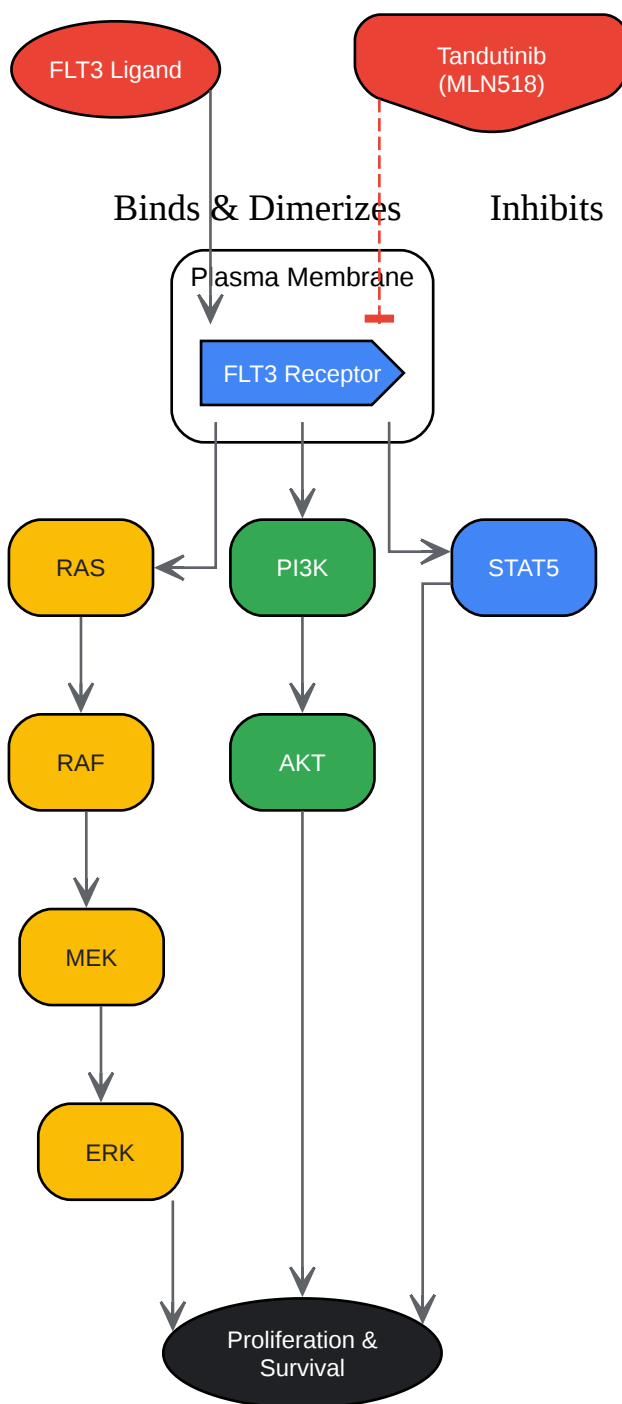 FLT3 Ligand
Tandutinib
(MLN518)
Binds & Dimerizes
Inhibits
Plasma Membrane
FLT3 Receptor
RAS
PI3K
STAT5
RAF
AKT
MEK
ERK
Proliferation &
Survival